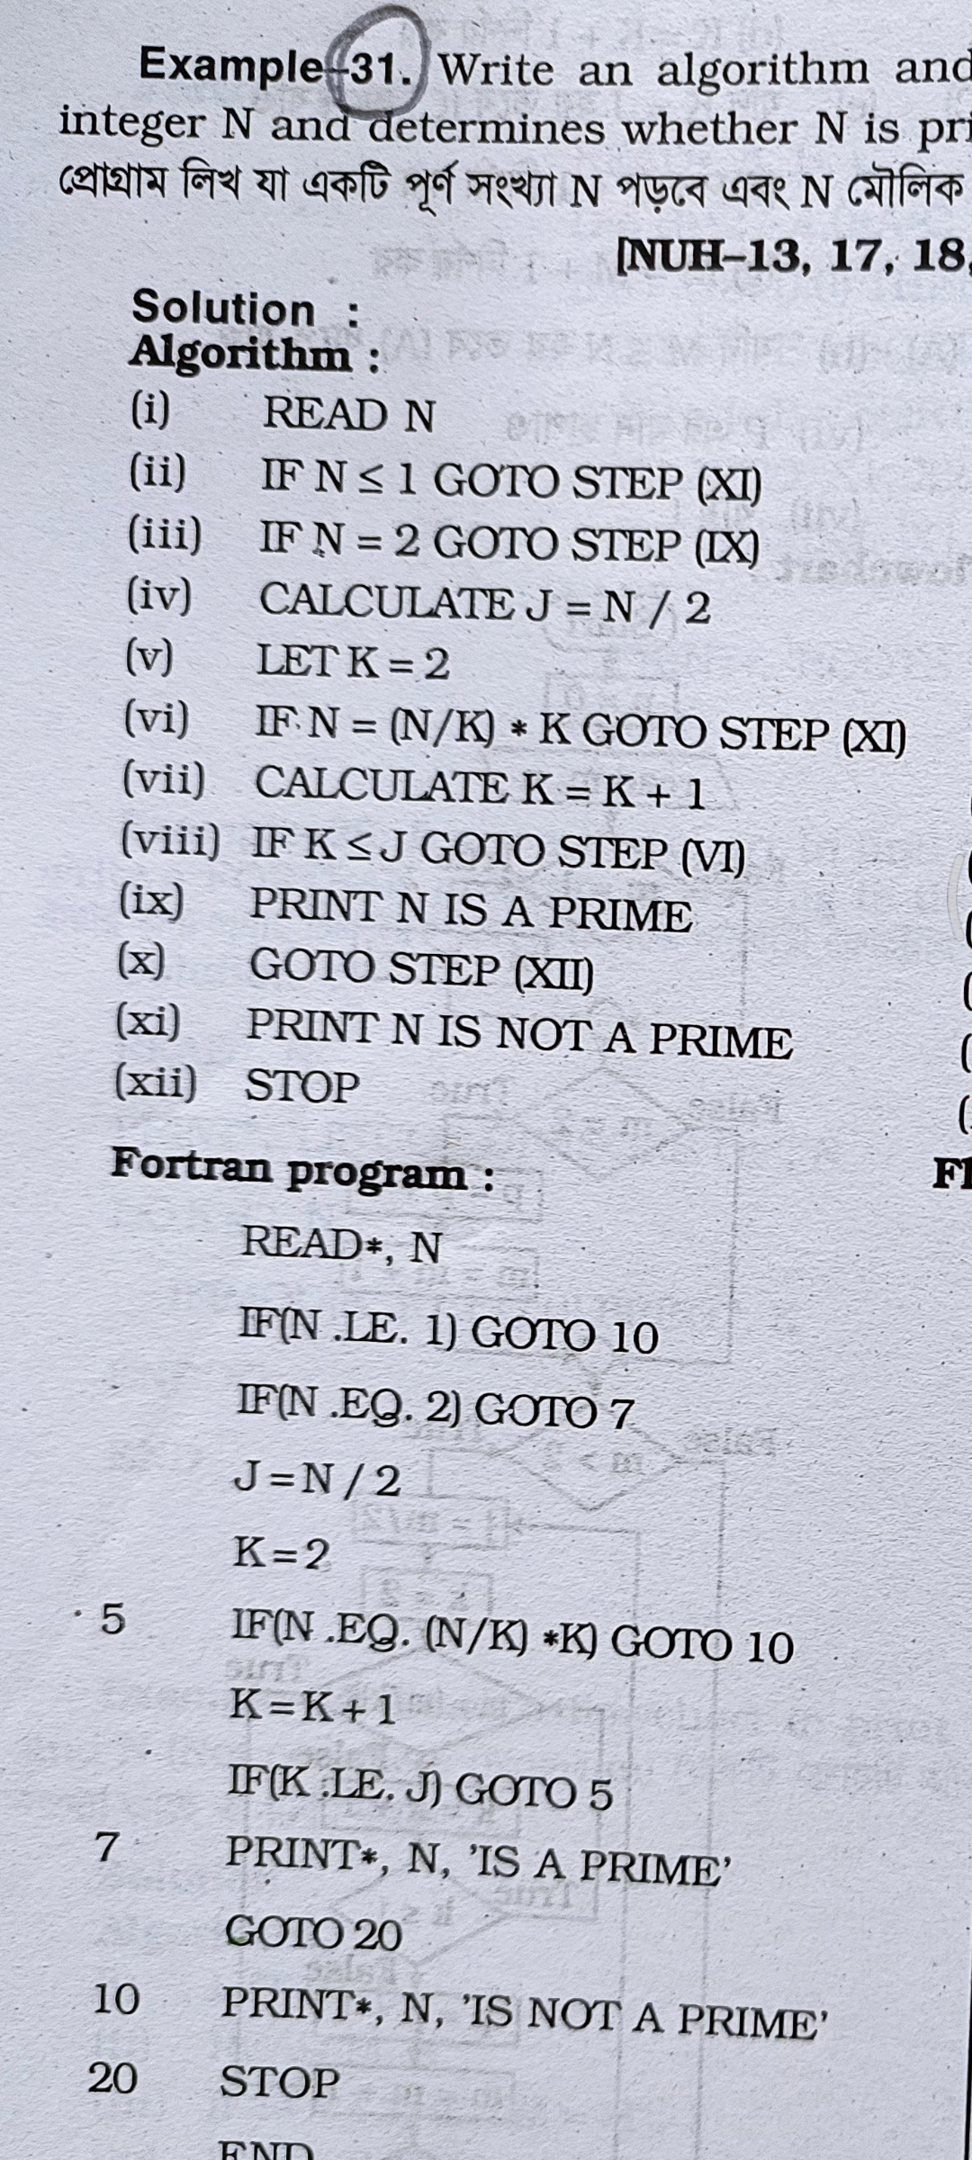 Example–31. Write an algorithm and
integer N and determines whether N is pri
প্রোগ্রাম লিখ যা একটি পূর্ণ সংখ্যা N পড়বে এবং N মৌলিক
[NUH–13, 17, 18,
Solution :
Algorithm :
(i) READ N
(ii) IF N ≤ 1 GOTO STEP (XI)
(iii) IF N = 2 GOTO STEP (IX)
(iv) CALCULATE J = N / 2
(v) LET K = 2
(vi) IF N = (N/K) * K GOTO STEP (XI)
(vii) CALCULATE K = K + 1
(viii) IF K ≤ J GOTO STEP (VI)
(ix) PRINT N IS A PRIME
(x) GOTO STEP (XII)
(xi) PRINT N IS NOT A PRIME
(xii) STOP
Fortran program :
READ*, N
IF(N .LE. 1) GOTO 10
IF(N .EQ. 2) GOTO 7
J = N / 2
K = 2
5 IF(N .EQ. (N/K) *K) GOTO 10
K = K + 1
IF(K .LE. J) GOTO 5
7 PRINT*, N, 'IS A PRIME'
GOTO 20
10 PRINT*, N, 'IS NOT A PRIME'
20 STOP
END